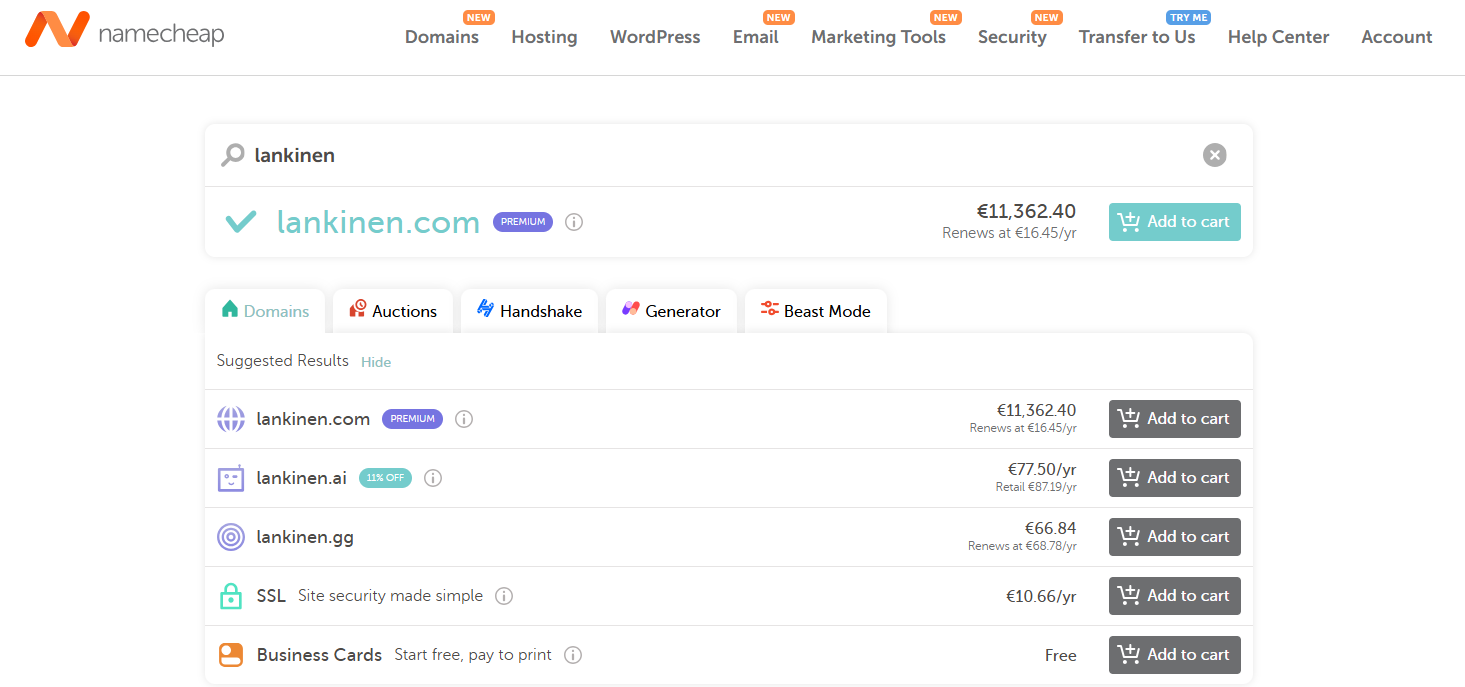 namecheap
NEW NEW NEW NEW TRY ME
Domains Hosting WordPress Email Marketing Tools Security Transfer to Us Help Center Account
lankinen
lankinen.com PREMIUM €11,362.40 Add to cart
Renews at €16.45/yr
Domains Auctions Handshake Generator Beast Mode
Suggested Results Hide
lankinen.com PREMIUM €11,362.40 Add to cart
Renews at €16.45/yr
lankinen.ai 11% OFF €77.50/yr Add to cart
Retail €87.19/yr
lankinen.gg €66.84 Add to cart
Renews at €68.78/yr
SSL Site security made simple €10.66/yr Add to cart
Business Cards Start free, pay to print Free Add to cart